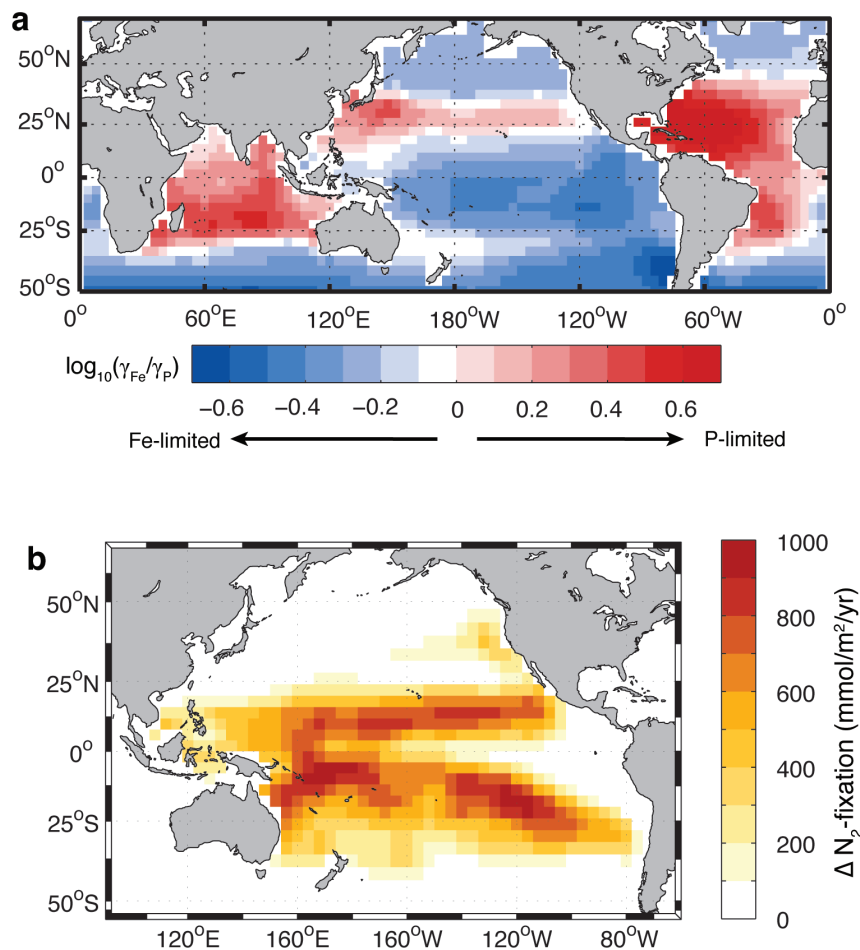 a
50°N
25°N
0°
25°S
50°S
0° 60°E 120°E 180°W 120°W 60°W 0°
log₁₀(γ_Fe/γ_P)
−0.6 −0.4 −0.2 0 0.2 0.4 0.6
Fe-limited P-limited
b
50°N
25°N
0°
25°S
50°S
120°E 160°E 160°W 120°W 80°W
1000
800
600
400
200
0
Δ N₂-fixation (mmol/m²/yr)